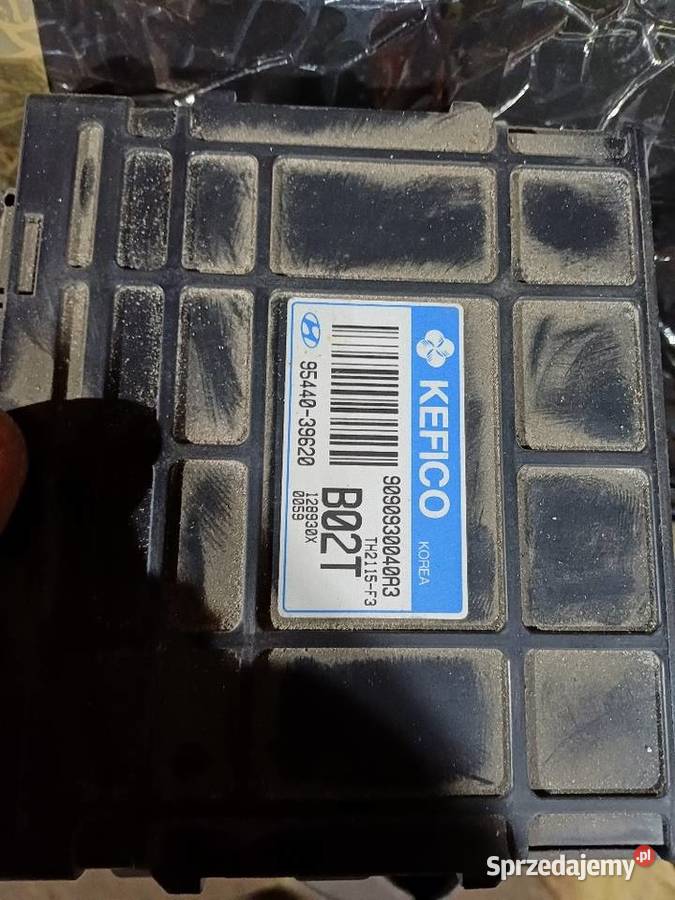 KEFICO
KOREA
9090930040A3
TH2115-F3
B02T
128930X
0059
95440-39620
Sprzedajemy.pl